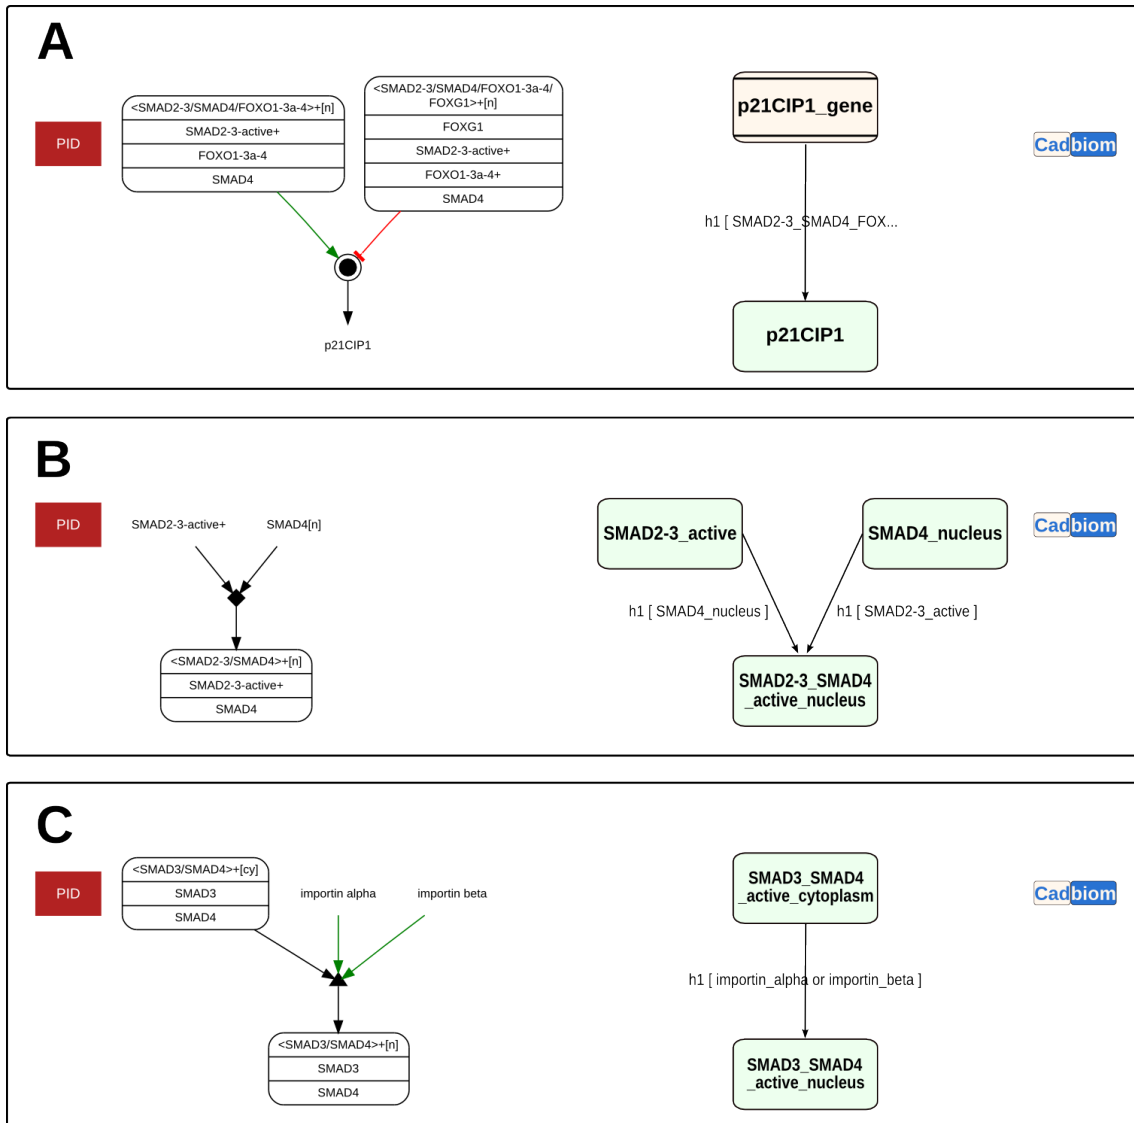 A
PID
<SMAD2-3/SMAD4/FOXO1-3a-4>+[n]
SMAD2-3-active+
FOXO1-3a-4
SMAD4
<SMAD2-3/SMAD4/FOXO1-3a-4/
FOXG1>+[n]
FOXG1
SMAD2-3-active+
FOXO1-3a-4+
SMAD4
p21CIP1
p21CIP1_gene
h1 [ SMAD2-3_SMAD4_FOX...
p21CIP1
Cadbiom
B
PID
SMAD2-3-active+
SMAD4[n]
<SMAD2-3/SMAD4>+[n]
SMAD2-3-active+
SMAD4
SMAD2-3_active
SMAD4_nucleus
h1 [ SMAD4_nucleus ]
h1 [ SMAD2-3_active ]
SMAD2-3_SMAD4
_active_nucleus
Cadbiom
C
PID
<SMAD3/SMAD4>+[cy]
SMAD3
SMAD4
importin alpha
importin beta
<SMAD3/SMAD4>+[n]
SMAD3
SMAD4
SMAD3_SMAD4
_active_cytoplasm
h1 [ importin_alpha or importin_beta ]
SMAD3_SMAD4
_active_nucleus
Cadbiom